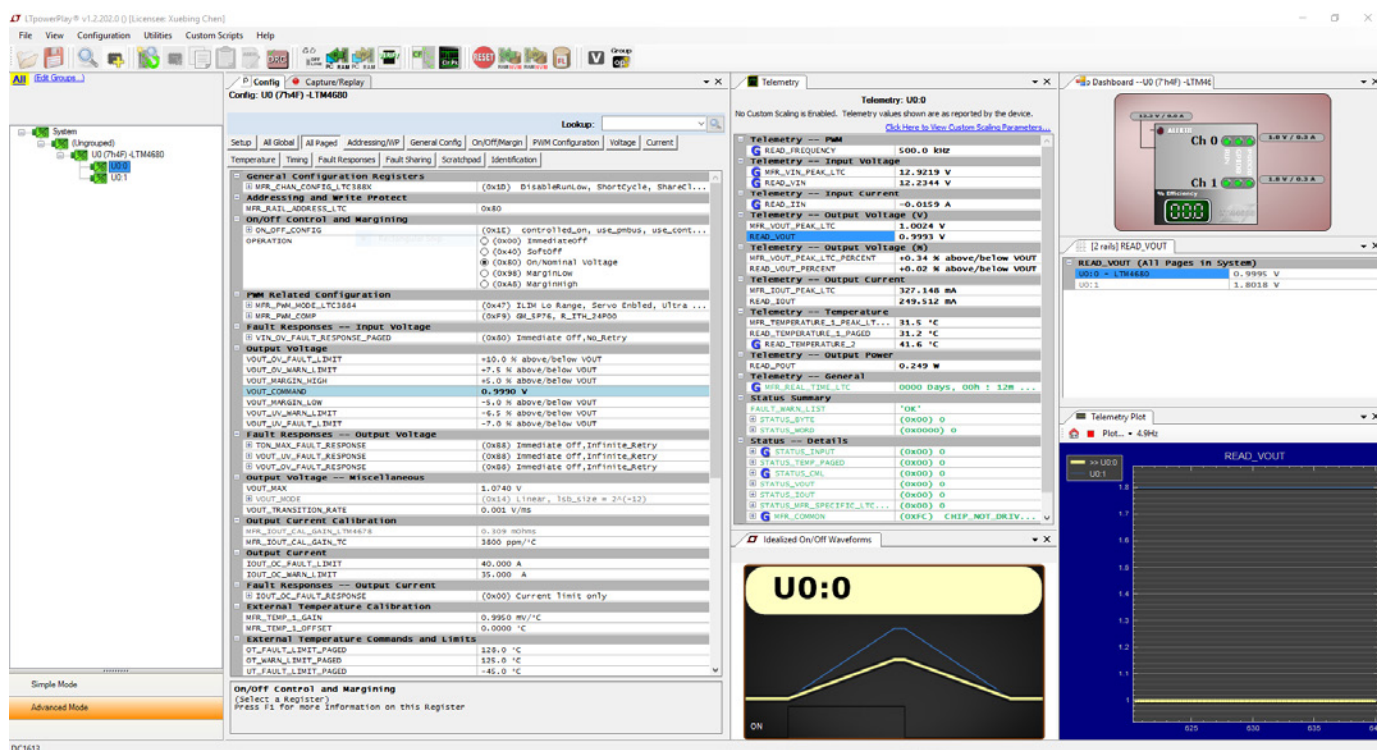 LTpowerPlay® v1.2.202.0 () [Licensee: Xuebing Chen]
File View Configuration Utilities Custom Scripts Help
All (Edit Groups...)
System
(Ungrouped)
U0 (7'h4F) -LTM4680
U0:0
U0:1
Simple Mode
Advanced Mode
DC1613
Config Capture/Replay
Config: U0 (7'h4F) -LTM4680
Lookup:
Setup All Global All Paged Addressing/WP General Config On/Off/Margin PWM Configuration Voltage Current
Temperature Timing Fault Responses Fault Sharing Scratchpad Identification
General Configuration Registers
MFR_CHAN_CONFIG_LTC388X (0x1D) DisableRunLow, ShortCycle, ShareCl...
Addressing and Write Protect
MFR_RAIL_ADDRESS_LTC 0x80
On/Off Control and Margining
ON_OFF_CONFIG (0x1E) controlled_on, use_pmbus, use_cont...
OPERATION (0x00) ImmediateOff
(0x40) SoftOff
(0x80) On/Nominal Voltage
(0x98) MarginLow
(0xA8) MarginHigh
PWM Related Configuration
MFR_PWM_MODE_LTC3884 (0x47) ILIM Lo Range, Servo Enbled, Ultra ...
MFR_PWM_COMP (0xF9) GM_5P76, R_ITH_24P00
Fault Responses -- Input Voltage
VIN_OV_FAULT_RESPONSE_PAGED (0x80) Immediate Off,No_Retry
Output Voltage
VOUT_OV_FAULT_LIMIT +10.0 % above/below VOUT
VOUT_OV_WARN_LIMIT +7.5 % above/below VOUT
VOUT_MARGIN_HIGH +5.0 % above/below VOUT
VOUT_COMMAND 0.9990 V
VOUT_MARGIN_LOW -5.0 % above/below VOUT
VOUT_UV_WARN_LIMIT -6.5 % above/below VOUT
VOUT_UV_FAULT_LIMIT -7.0 % above/below VOUT
Fault Responses -- Output Voltage
TON_MAX_FAULT_RESPONSE (0xB8) Immediate Off,Infinite_Retry
VOUT_UV_FAULT_RESPONSE (0xB8) Immediate Off,Infinite_Retry
VOUT_OV_FAULT_RESPONSE (0xB8) Immediate Off,Infinite_Retry
Output Voltage -- Miscellaneous
VOUT_MAX 1.0740 V
VOUT_MODE (0x14) Linear, lsb_size = 2^(-12)
VOUT_TRANSITION_RATE 0.001 V/ms
Output Current Calibration
MFR_IOUT_CAL_GAIN_LTM4678 0.309 mOhms
MFR_IOUT_CAL_GAIN_TC 3800 ppm/°C
Output Current
IOUT_OC_FAULT_LIMIT 40.000 A
IOUT_OC_WARN_LIMIT 35.000 A
Fault Responses -- Output Current
IOUT_OC_FAULT_RESPONSE (0x00) Current limit only
External Temperature Calibration
MFR_TEMP_1_GAIN 0.9950 mV/°C
MFR_TEMP_1_OFFSET 0.0000 °C
External Temperature Commands and Limits
OT_FAULT_LIMIT_PAGED 128.0 °C
OT_WARN_LIMIT_PAGED 125.0 °C
UT_FAULT_LIMIT_PAGED -45.0 °C
On/Off Control and Margining
(Select a Register)
Press F1 for more Information on this Register
Telemetry
Telemetry: U0:0
No Custom Scaling is Enabled. Telemetry values shown are as reported by the device.
Click Here to View Custom Scaling Parameters...
Telemetry -- PWM
READ_FREQUENCY 500.0 kHz
Telemetry -- Input Voltage
MFR_VIN_PEAK_LTC 12.9219 V
READ_VIN 12.2344 V
Telemetry -- Input Current
READ_IIN -0.0159 A
Telemetry -- Output Voltage (V)
MFR_VOUT_PEAK_LTC 1.0024 V
READ_VOUT 0.9993 V
Telemetry -- Output Voltage (%)
MFR_VOUT_PEAK_LTC_PERCENT +0.34 % above/below VOUT
READ_VOUT_PERCENT +0.02 % above/below VOUT
Telemetry -- Output Current
MFR_IOUT_PEAK_LTC 327.148 mA
READ_IOUT 249.512 mA
Telemetry -- Temperature
MFR_TEMPERATURE_1_PEAK_LT... 31.5 °C
READ_TEMPERATURE_1_PAGED 31.2 °C
READ_TEMPERATURE_2 41.6 °C
Telemetry -- Output Power
READ_POUT 0.249 W
Telemetry -- General
MFR_REAL_TIME_LTC 0000 Days, 00h : 12m ...
Status Summary
FAULT_WARN_LIST "OK"
STATUS_BYTE (0x00) 0
STATUS_WORD (0x0000) 0
Status -- Details
STATUS_INPUT (0x00) 0
STATUS_TEMP_PAGED (0x00) 0
STATUS_CML (0x00) 0
STATUS_VOUT (0x00) 0
STATUS_IOUT (0x00) 0
STATUS_MFR_SPECIFIC_LTC... (0x00) 0
MFR_COMMON (0xFC) CHIP_NOT_DRIV...
Idealized On/Off Waveforms
U0:0
ON
Dashboard --U0 (7'h4F) -LTM4
ALERTB
Ch 0
Ch 1
1.0 V / 0.3 A
1.8 V / 0.3 A
% Efficiency
000
[2 rails] READ_VOUT
READ_VOUT (All Pages in System)
U0:0 - LTM4680 0.9995 V
U0:1 1.8018 V
Telemetry Plot
Plot... 4.9Hz
READ_VOUT
>> U0:0
U0:1
1.8
1.7
1.6
1.5
1.4
1.3
1.2
1.1
1
625 630 635 64